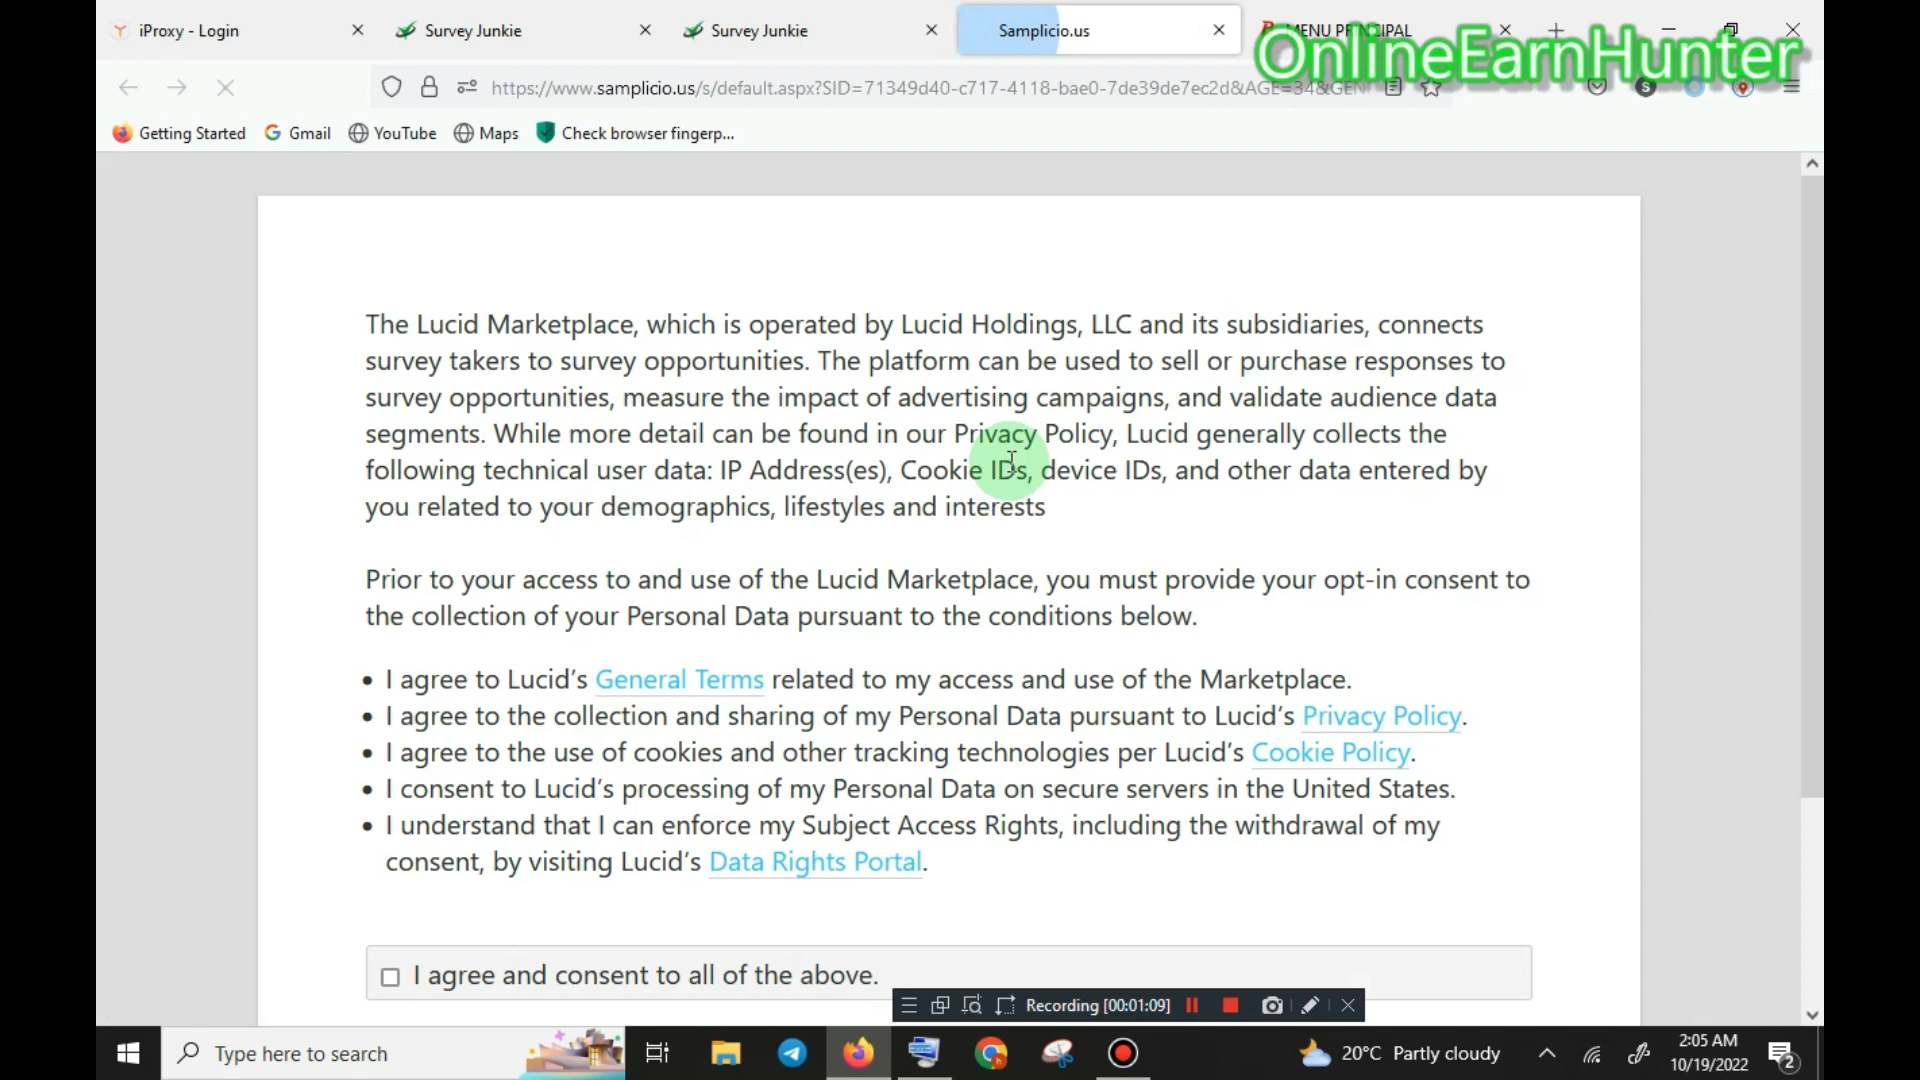 iProxy - Login
Survey Junkie
Survey Junkie
Samplicio.us
MENU PRINCIPAL
OnlineEarnHunter
https://www.samplicio.us/s/default.aspx?SID=71349d40-c717-4118-bae0-7de39de7ec2d&AGE=34&GEN
S
Getting Started
Gmail
YouTube
Maps
Check browser fingerp...
The Lucid Marketplace, which is operated by Lucid Holdings, LLC and its subsidiaries, connects
survey takers to survey opportunities. The platform can be used to sell or purchase responses to
survey opportunities, measure the impact of advertising campaigns, and validate audience data
segments. While more detail can be found in our Privacy Policy, Lucid generally collects the
following technical user data: IP Address(es), Cookie IDs, device IDs, and other data entered by
you related to your demographics, lifestyles and interests
Prior to your access to and use of the Lucid Marketplace, you must provide your opt-in consent to
the collection of your Personal Data pursuant to the conditions below.
• I agree to Lucid’s General Terms related to my access and use of the Marketplace.
• I agree to the collection and sharing of my Personal Data pursuant to Lucid’s Privacy Policy.
• I agree to the use of cookies and other tracking technologies per Lucid’s Cookie Policy.
• I consent to Lucid’s processing of my Personal Data on secure servers in the United States.
• I understand that I can enforce my Subject Access Rights, including the withdrawal of my
consent, by visiting Lucid’s Data Rights Portal.
I agree and consent to all of the above.
Recording [00:01:09]
Type here to search
20°C Partly cloudy
2:05 AM
10/19/2022
2